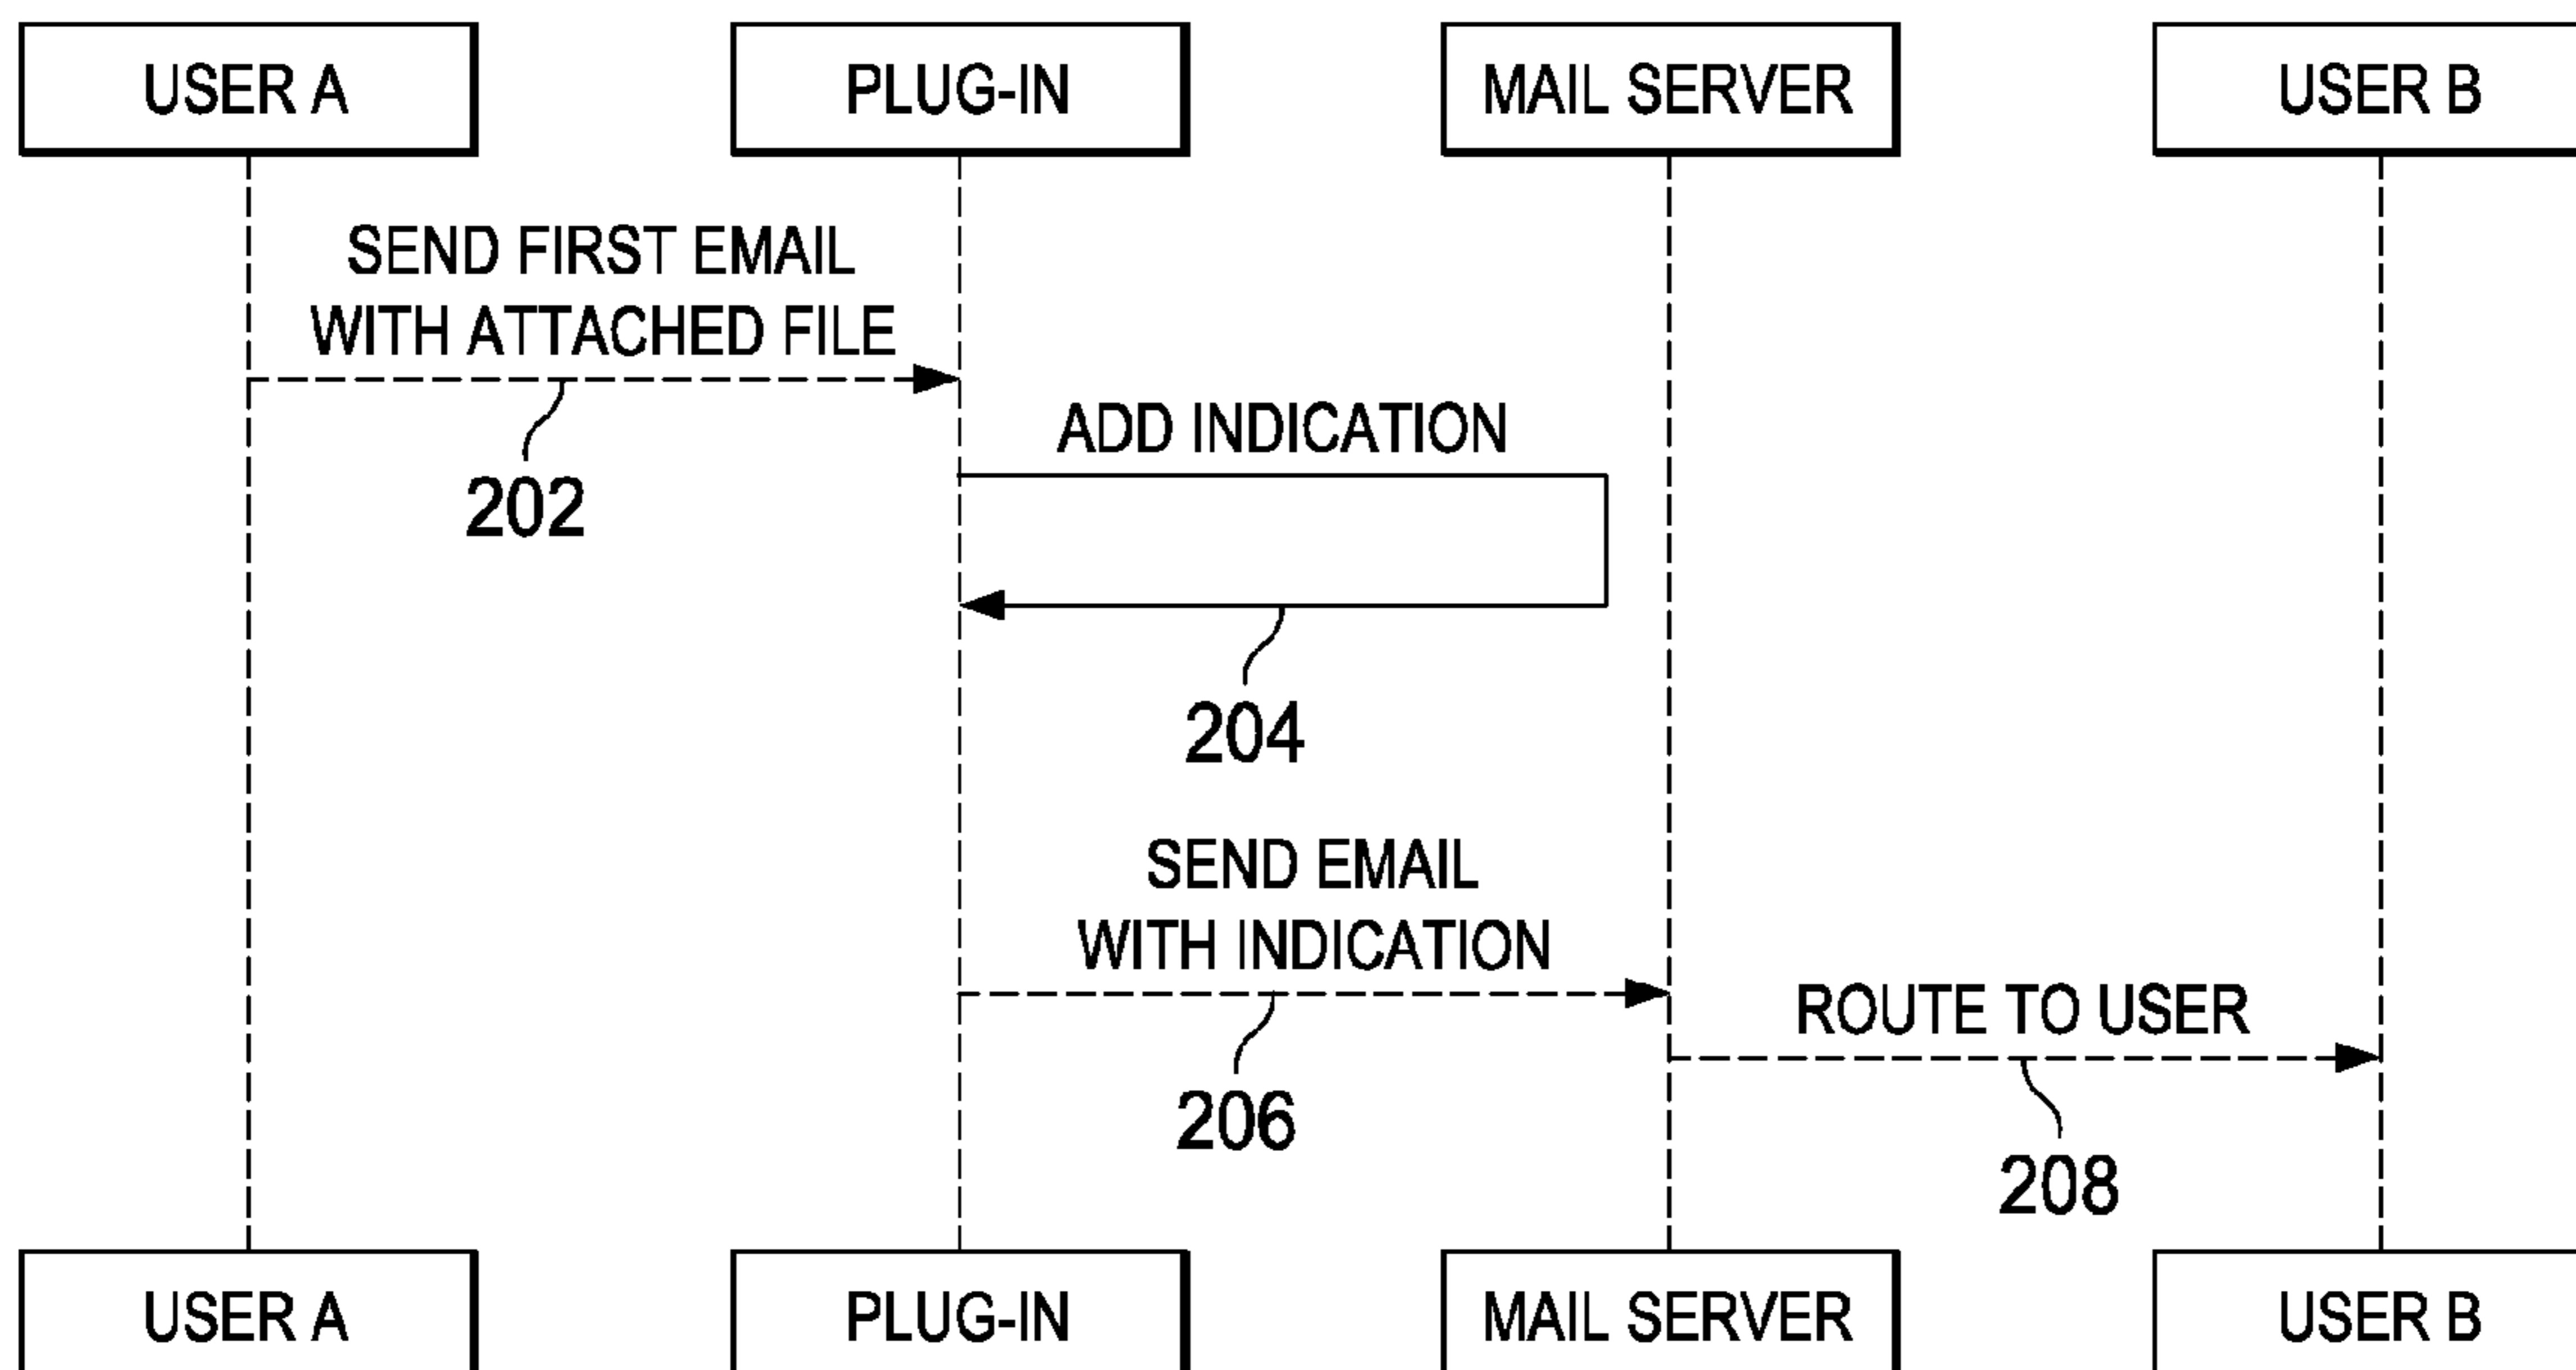 USER A
PLUG-IN
MAIL SERVER
USER B
SEND FIRST EMAIL
WITH ATTACHED FILE
202
ADD INDICATION
204
SEND EMAIL
WITH INDICATION
206
ROUTE TO USER
208
USER A
PLUG-IN
MAIL SERVER
USER B